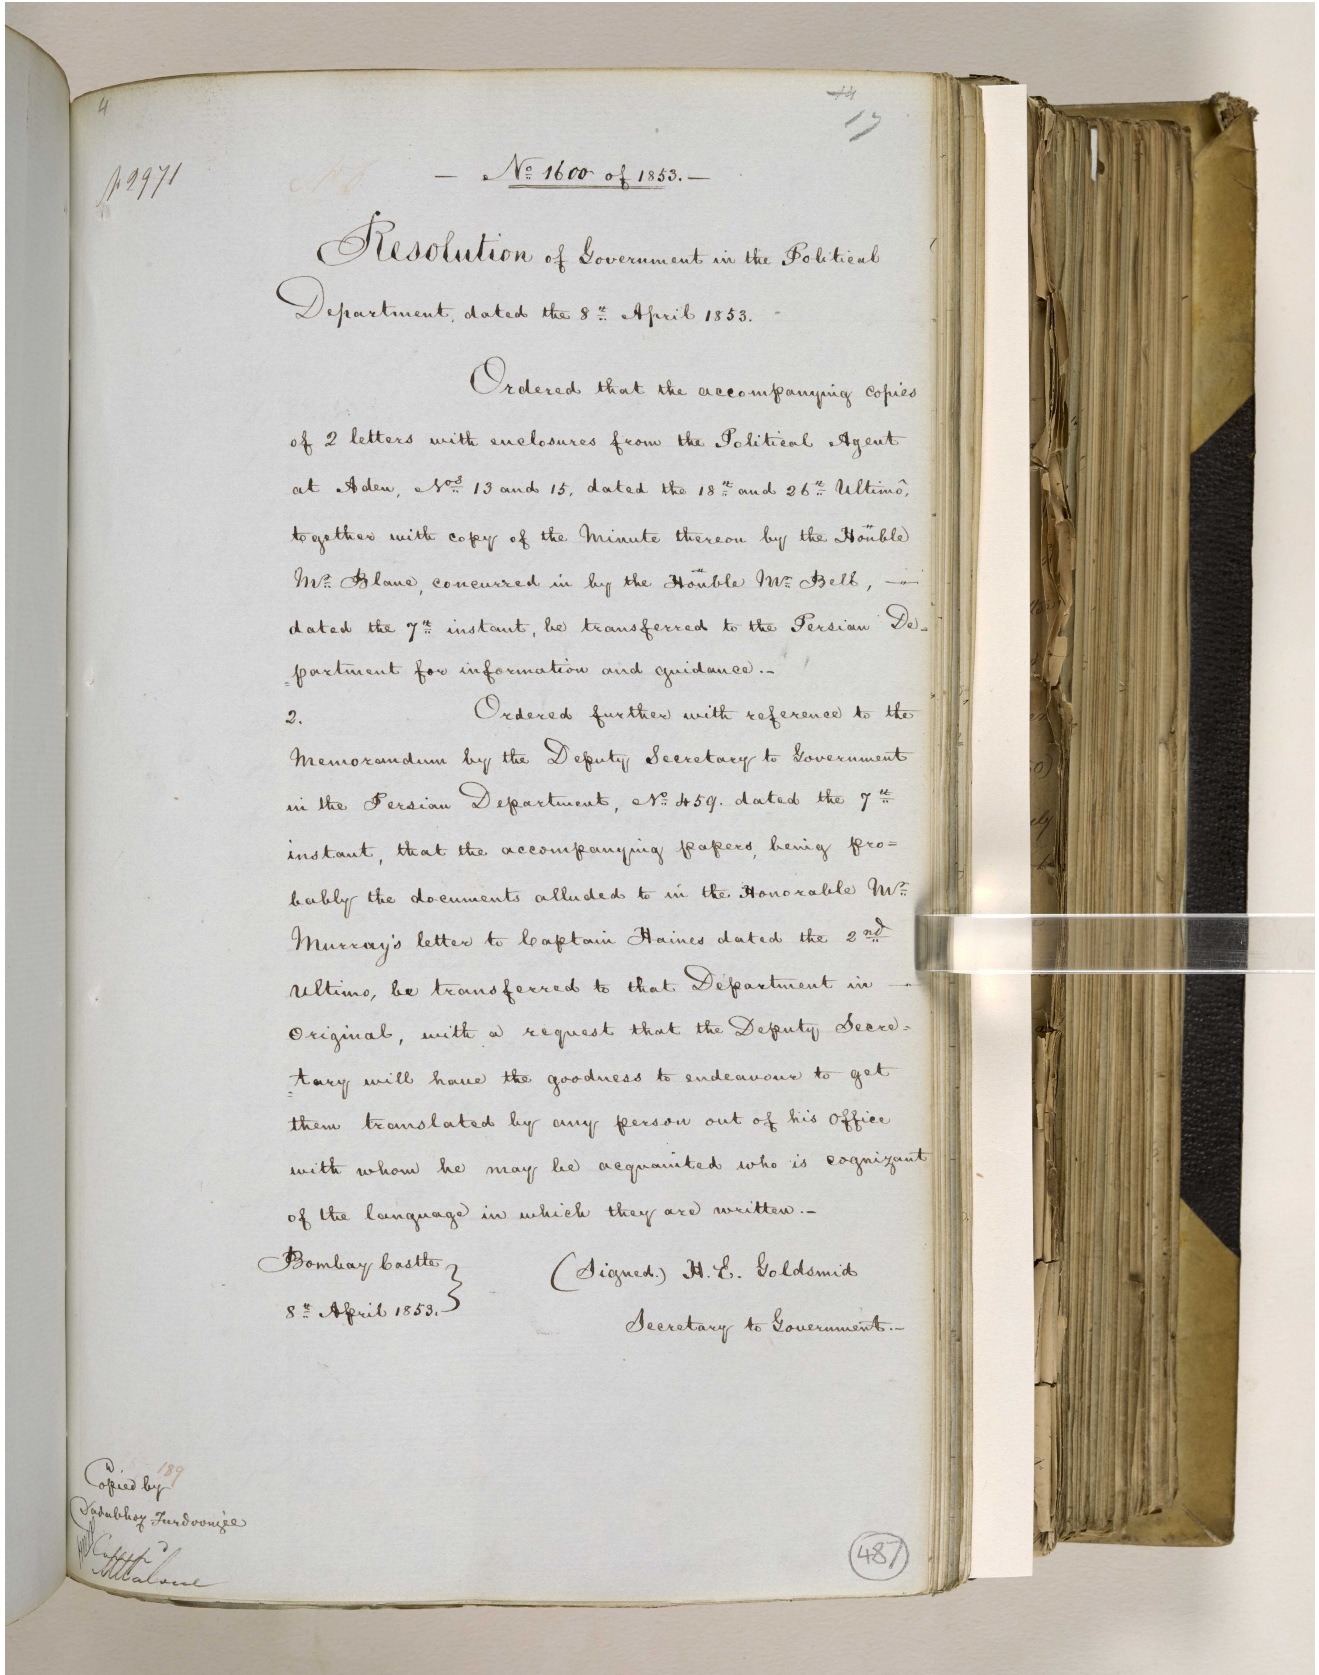 4
17
p2971
— No. 1600 of 1853. —
Resolution of Government in the Political
Department, dated the 8th April 1853.
Ordered that the accompanying copies
of 2 letters with enclosures from the Political Agent
at Aden, Nos. 13 and 15, dated the 18th and 26th Ultimô,
together with copy of the Minute thereon by the Honble
Mr. Blane, concurred in by the Honble Mr. Bell, —
dated the 7th instant, be transferred to the Persian De-
=partment for information and guidance. —
2. Ordered further with reference to the
Memorandum by the Deputy Secretary to Government
in the Persian Department, No. 459. dated the 7th
instant, that the accompanying papers, being pro=
bably the documents alluded to in the Honorable Mr.
Murray's letter to Captain Haines dated the 2nd
Ultimo, be transferred to that Department in —
Original, with a request that the Deputy Secre=
=tary will have the goodness to endeavour to get
them translated by any person out of his Office
with whom he may be acquainted who is cognizant
of the language in which they are written. —
Bombay Castle
8th April 1853.
(Signed.) H. E. Goldsmid
Secretary to Government. —
189
Copied by
Dadabhoy Furdoonjee
487